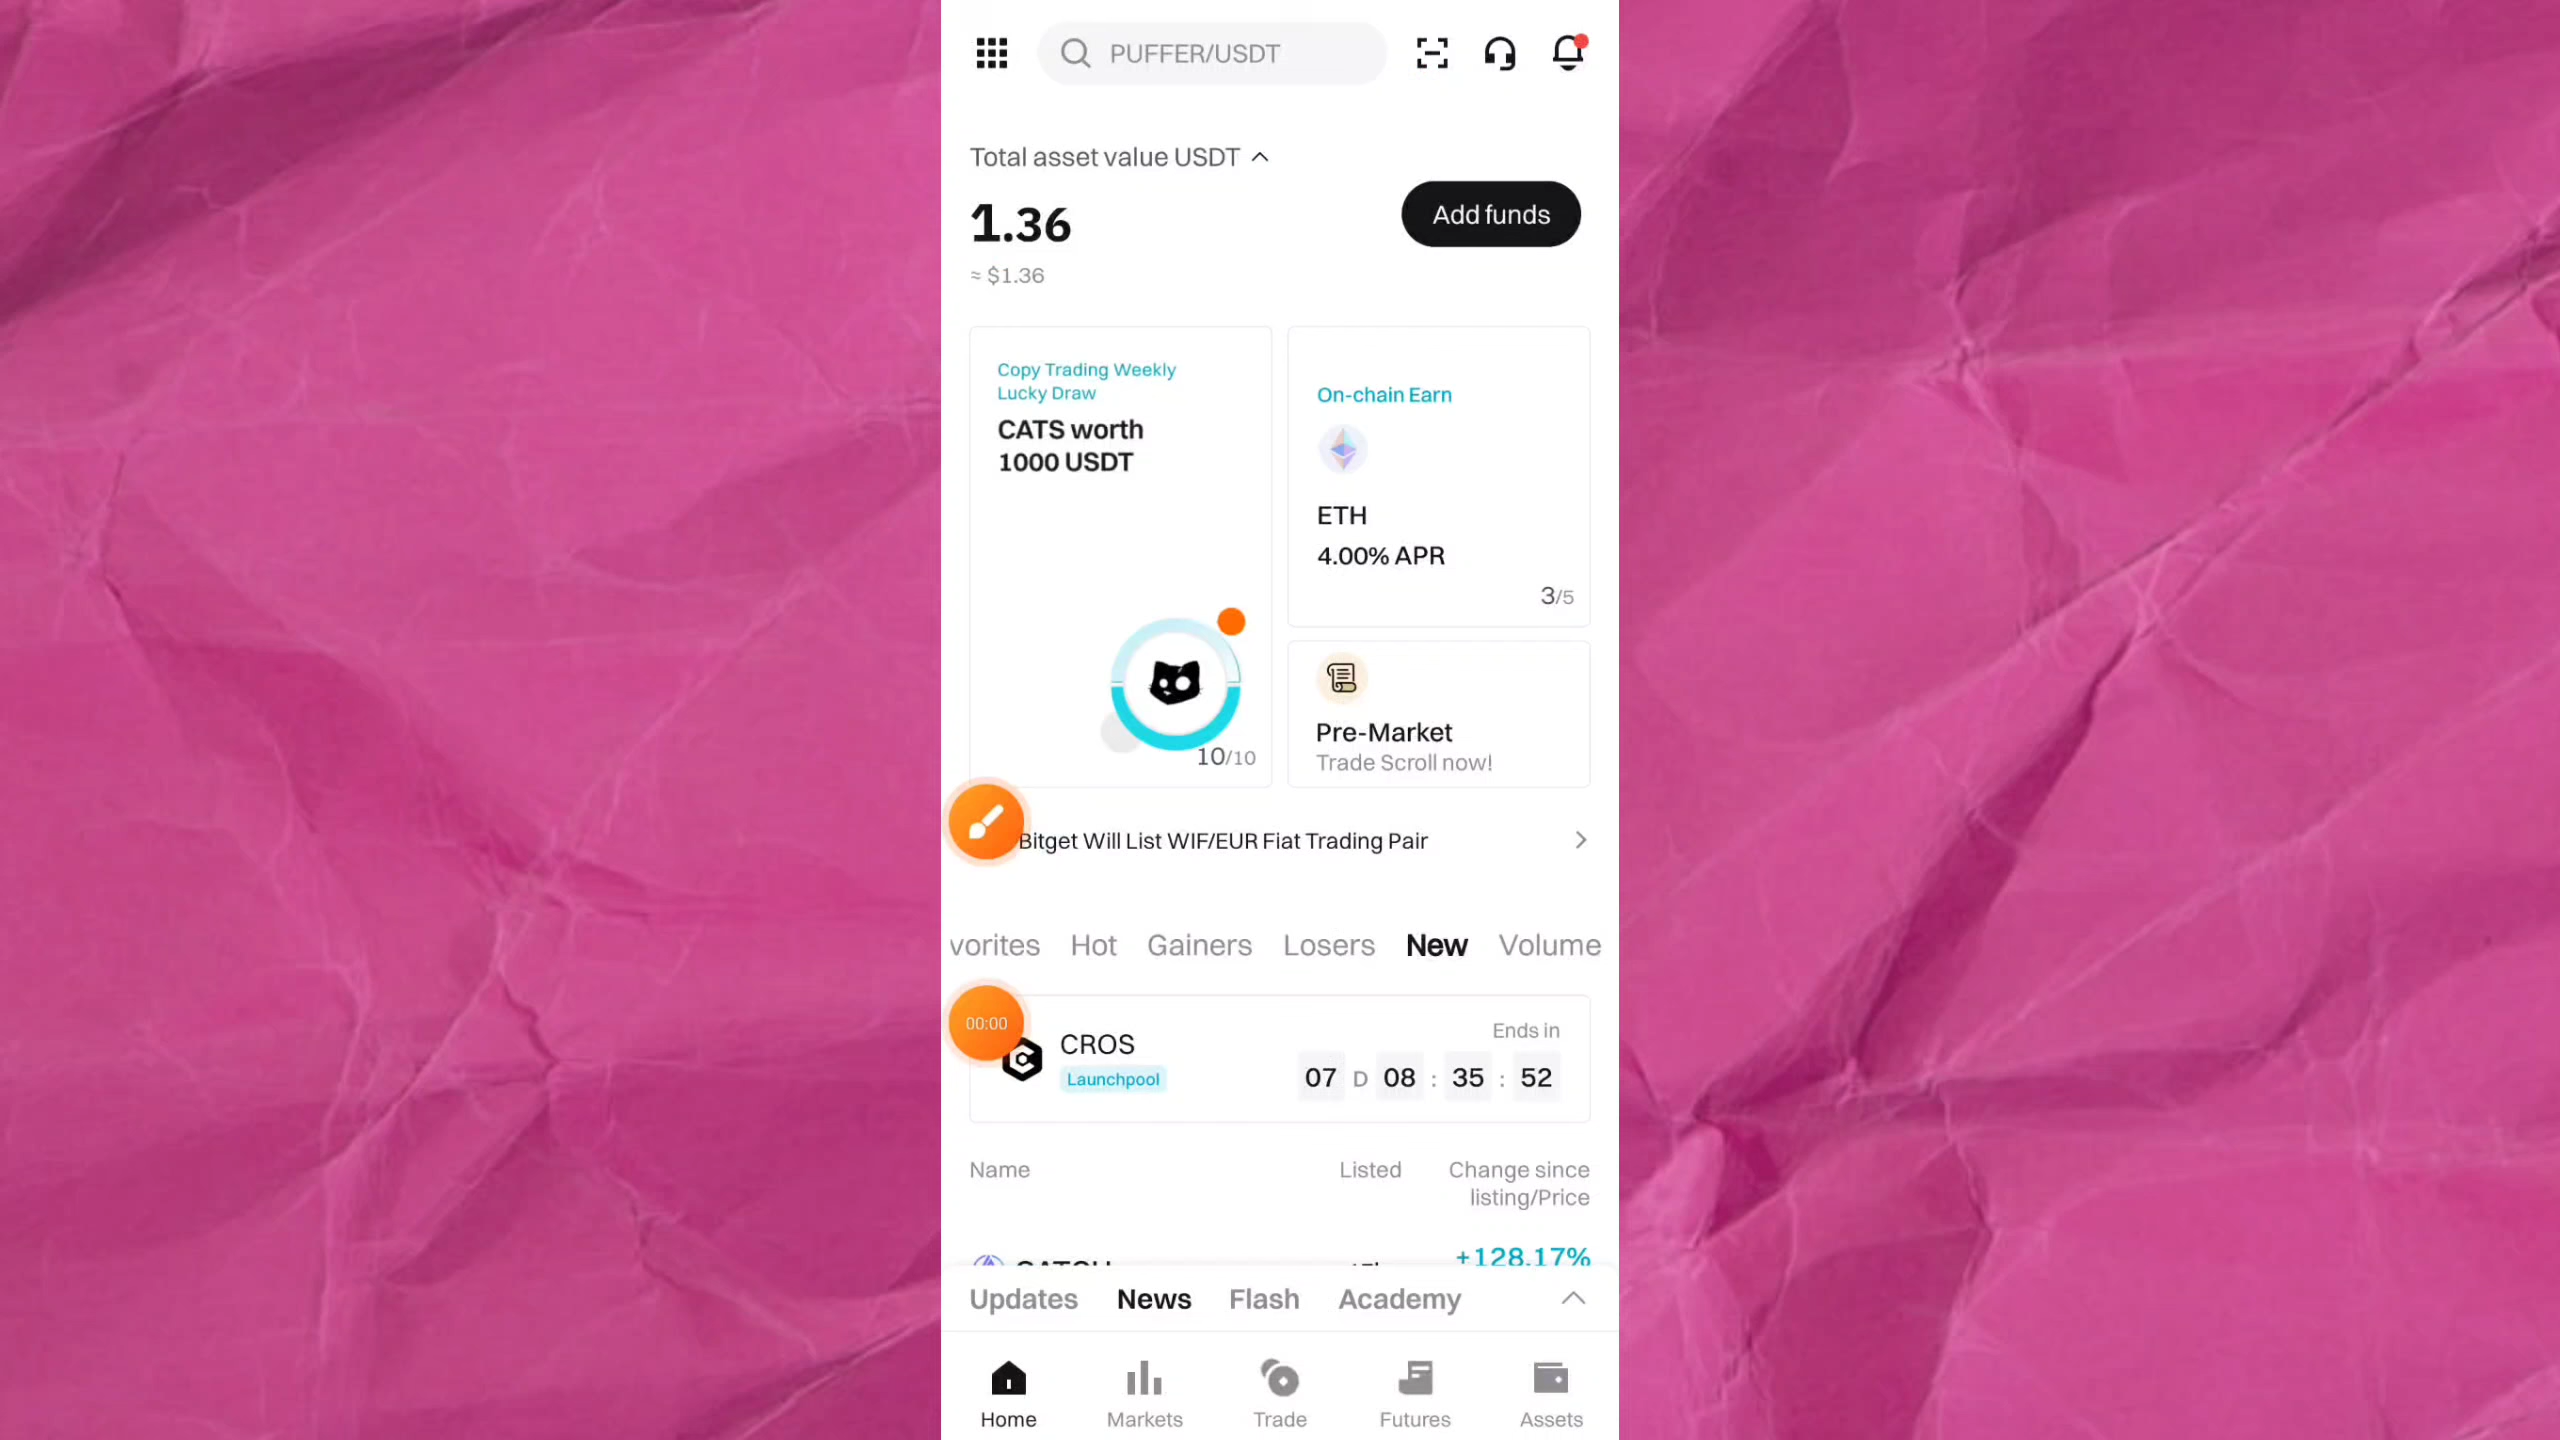 PUFFER/USDT
Total asset value USDT
1.36
≈ $1.36
Add funds
Copy Trading Weekly
Lucky Draw
CATS worth
1000 USDT
10/10
On-chain Earn
ETH
4.00% APR
3/5
Pre-Market
Trade Scroll now!
Bitget Will List WIF/EUR Fiat Trading Pair
vorites Hot Gainers Losers New Volume
00:00
CROS
Launchpool
Ends in
07 D 08 : 35 : 52
Name Listed Change since
listing/Price
+128.17%
Updates News Flash Academy
Home Markets Trade Futures Assets